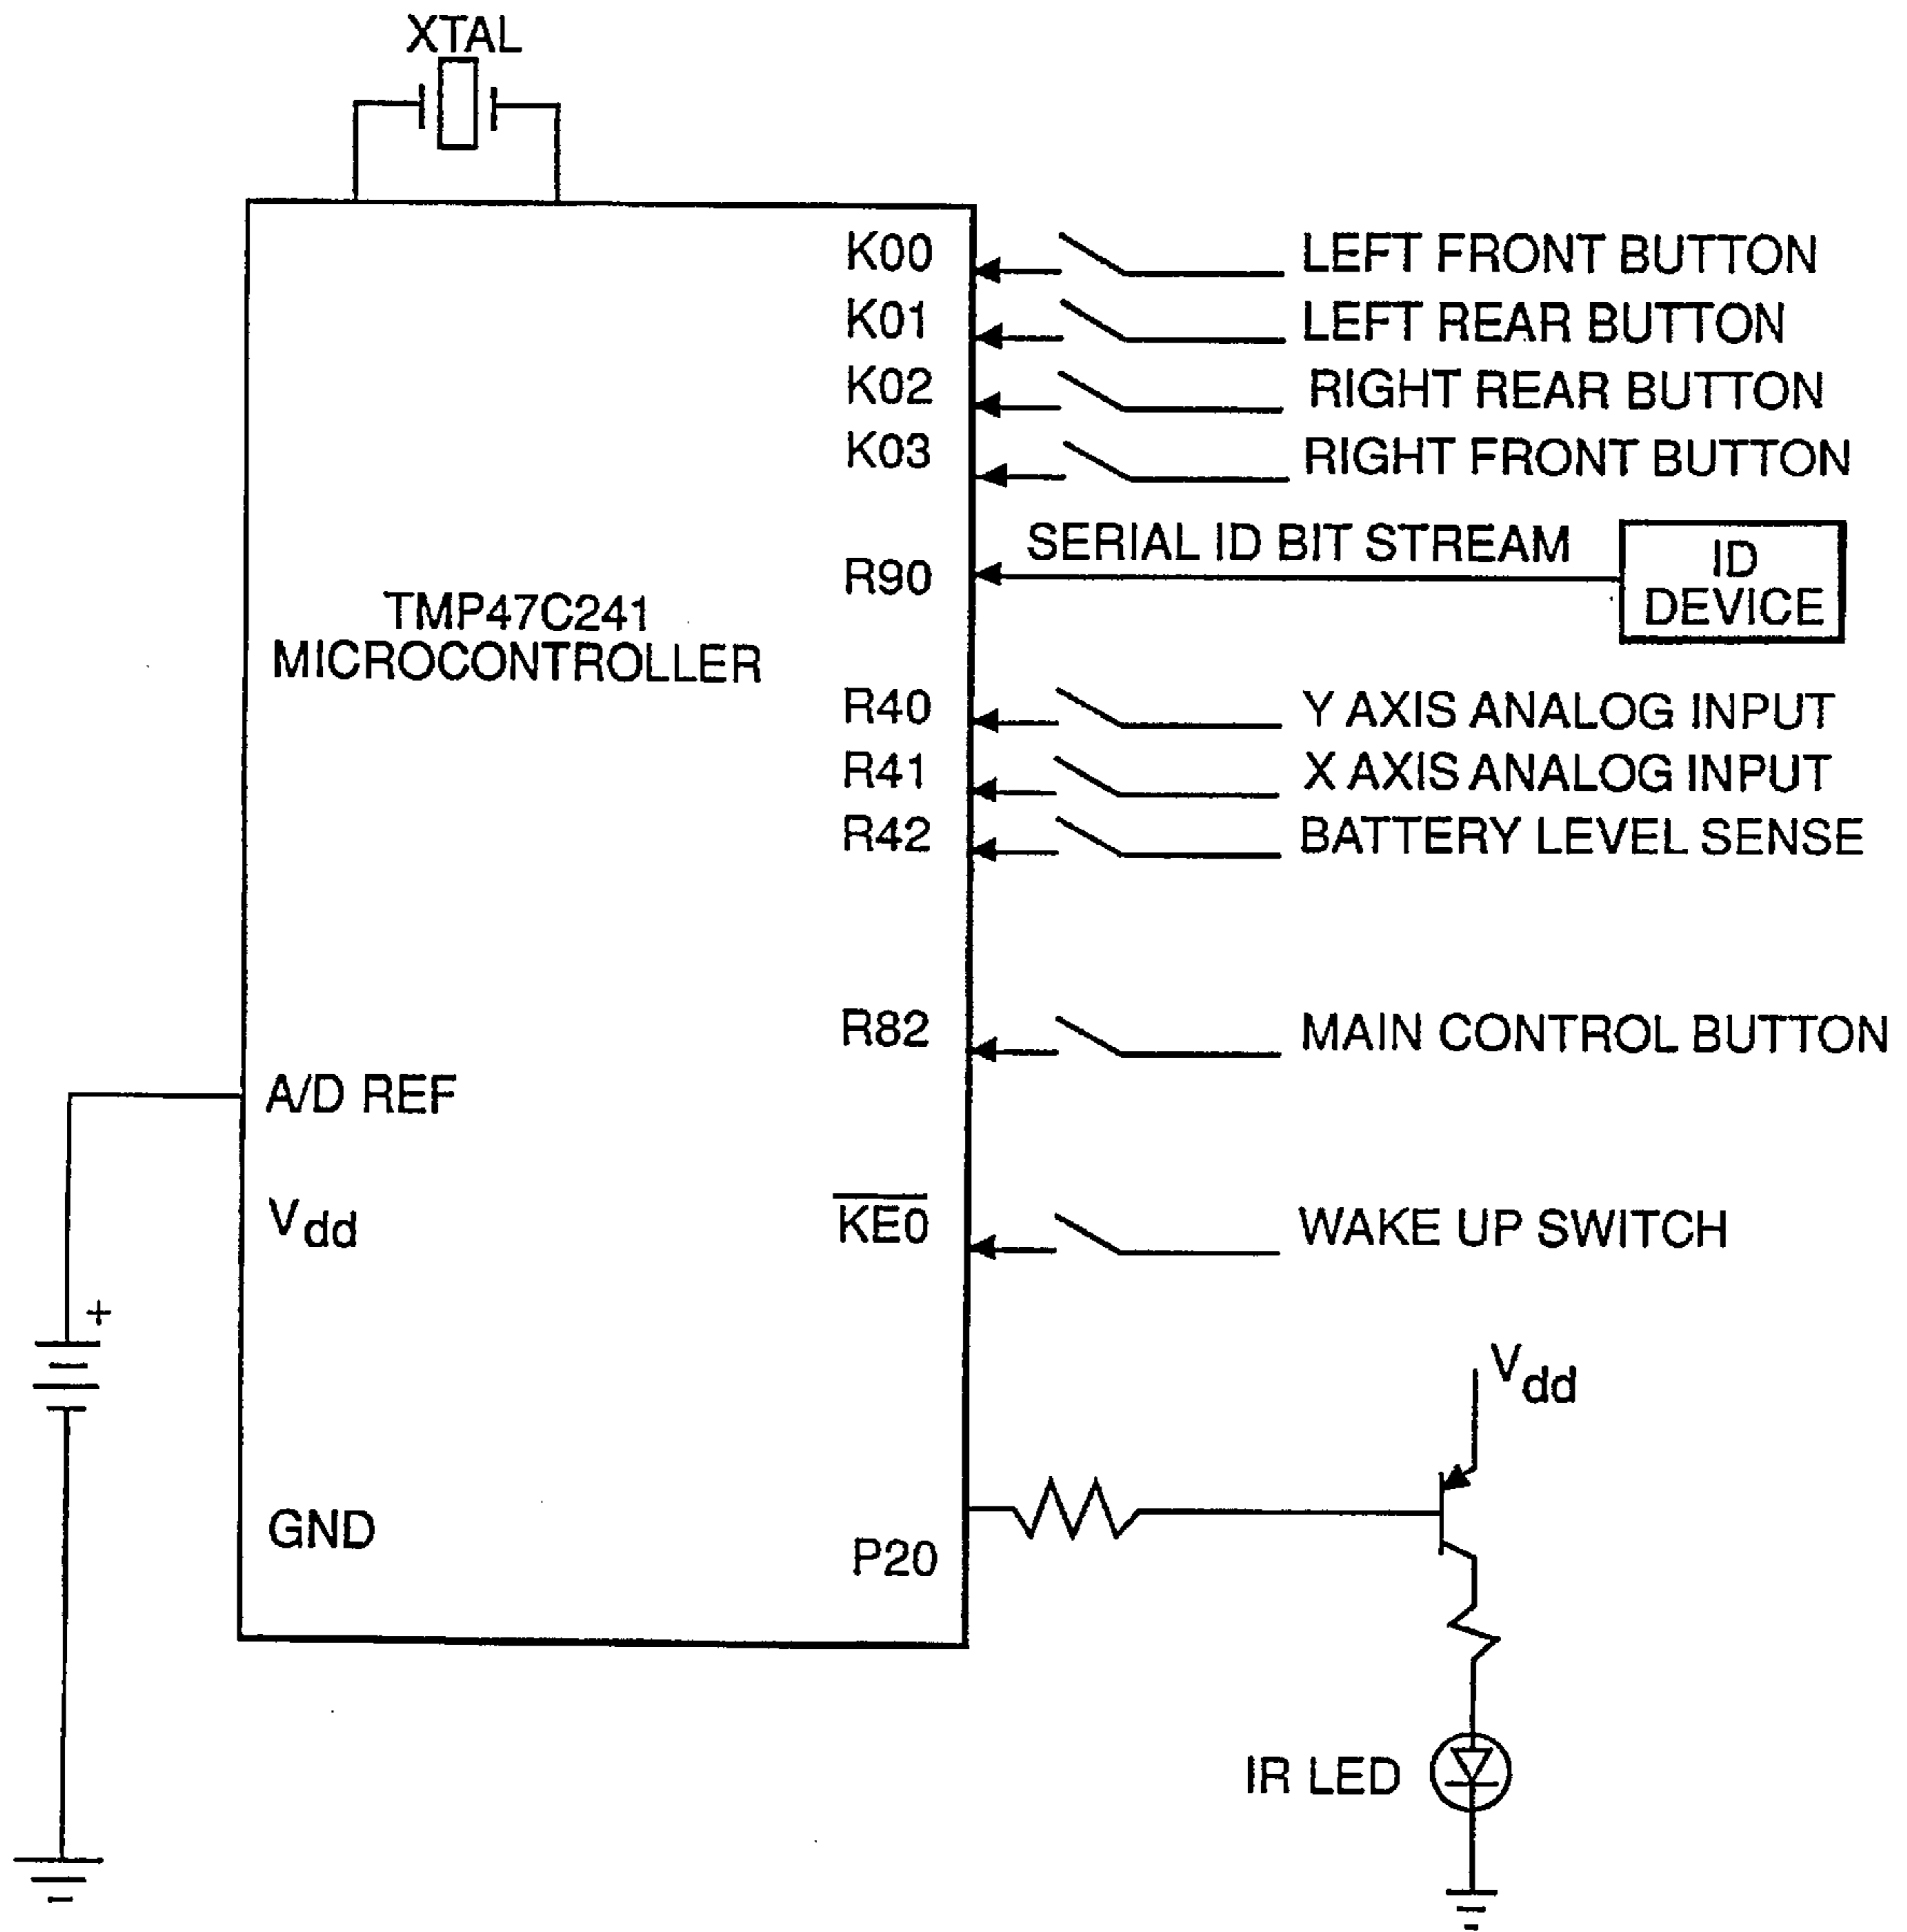 XTAL
K00
LEFT FRONT BUTTON
K01
LEFT REAR BUTTON
K02
RIGHT REAR BUTTON
K03
RIGHT FRONT BUTTON
SERIAL ID BIT STREAM
ID
DEVICE
R90
TMP47C241
MICROCONTROLLER
R40
Y AXIS ANALOG INPUT
R41
X AXIS ANALOG INPUT
R42
BATTERY LEVEL SENSE
R82
MAIN CONTROL BUTTON
A/D REF
Vdd
K̅E̅0̅
WAKE UP SWITCH
+
Vdd
GND
P20
IR LED